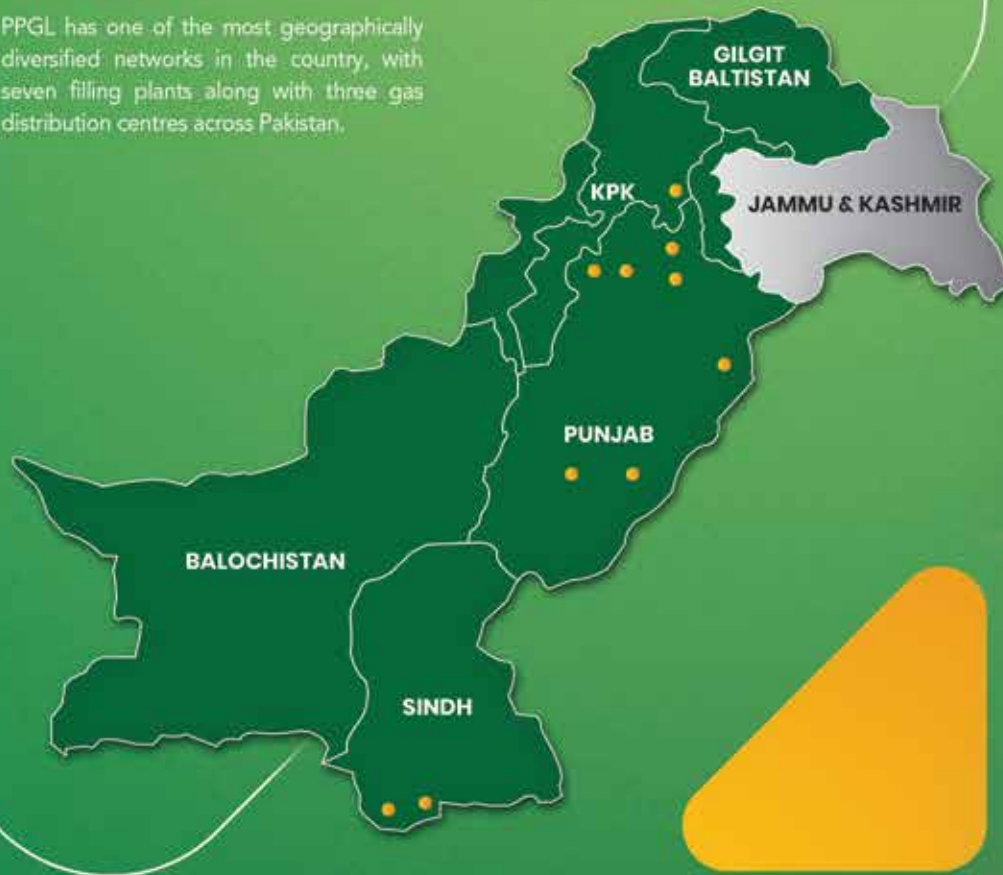 PPGL has one of the most geographically
diversified networks in the country, with
seven filling plants along with three gas
distribution centres across Pakistan.
GILGIT
BALTISTAN
KPK
JAMMU & KASHMIR
PUNJAB
BALOCHISTAN
SINDH